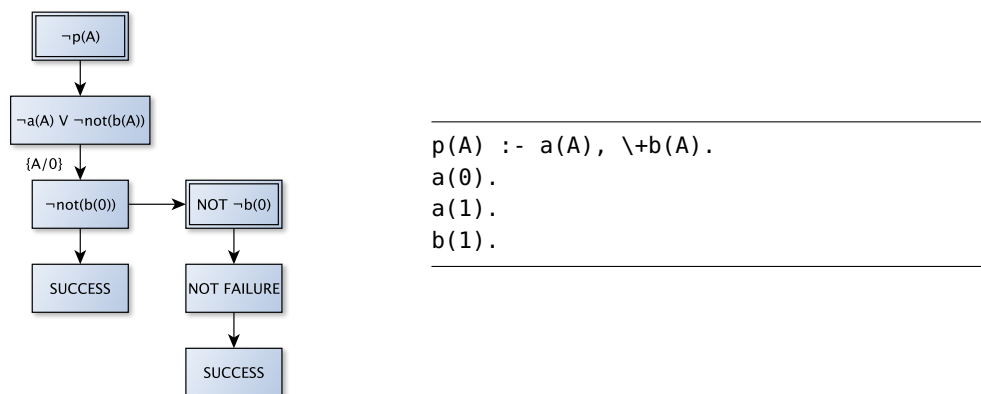 ¬p(A)
¬a(A) V ¬not(b(A))
{A/0}
¬not(b(0))
NOT ¬b(0)
SUCCESS
NOT FAILURE
SUCCESS
p(A) :- a(A), \+b(A).
a(0).
a(1).
b(1).